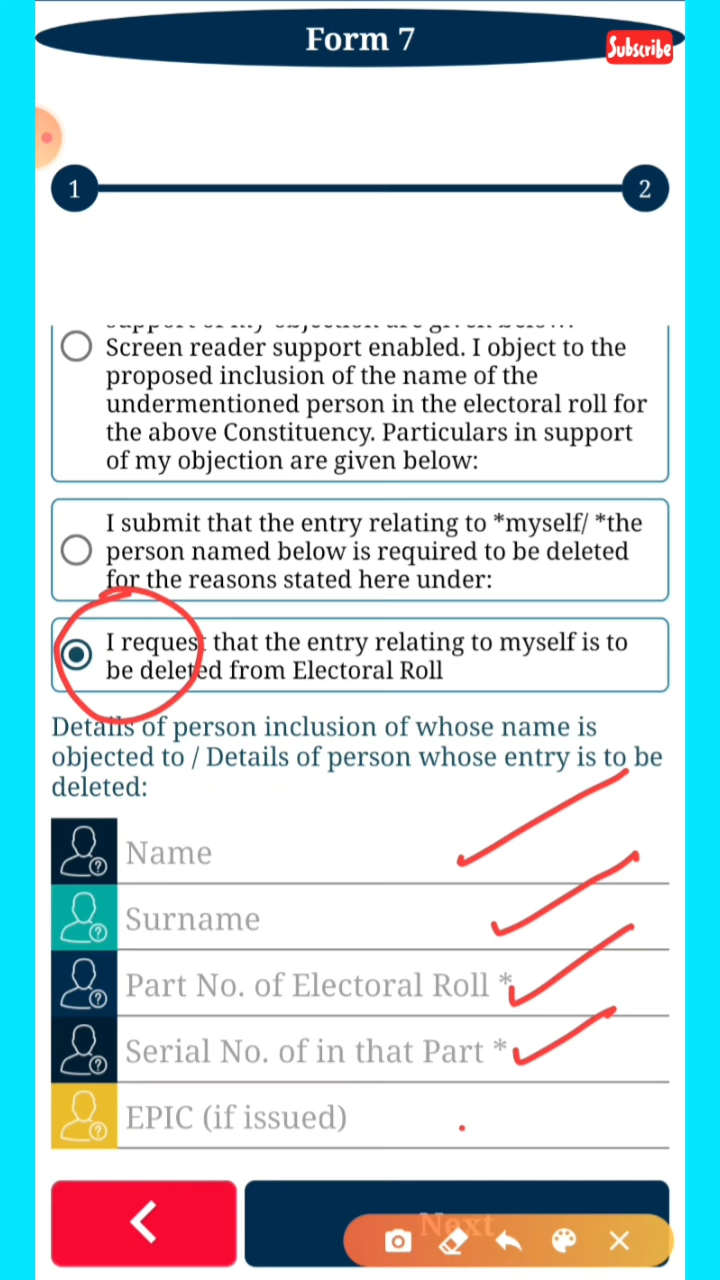 Form 7
Subscribe
1
2
Screen reader support enabled. I object to the
proposed inclusion of the name of the
undermentioned person in the electoral roll for
the above Constituency. Particulars in support
of my objection are given below:
I submit that the entry relating to *myself/ *the
person named below is required to be deleted
for the reasons stated here under:
I request that the entry relating to myself is to
be deleted from Electoral Roll
Details of person inclusion of whose name is
objected to / Details of person whose entry is to be
deleted:
Name
Surname
Part No. of Electoral Roll *
Serial No. of in that Part *
EPIC (if issued)
Next